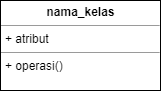 nama_kelas
+ atribut
+ operasi()